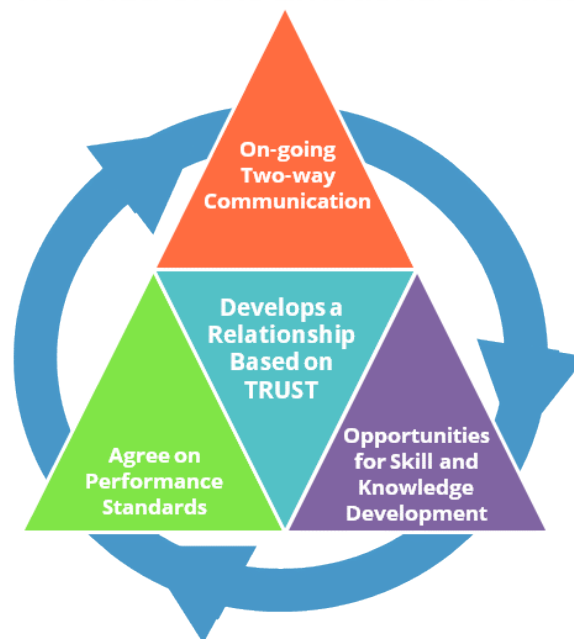 On-going
Two-way
Communication
Develops a
Relationship
Based on
TRUST
Agree on
Performance
Standards
Opportunities
for Skill and
Knowledge
Development